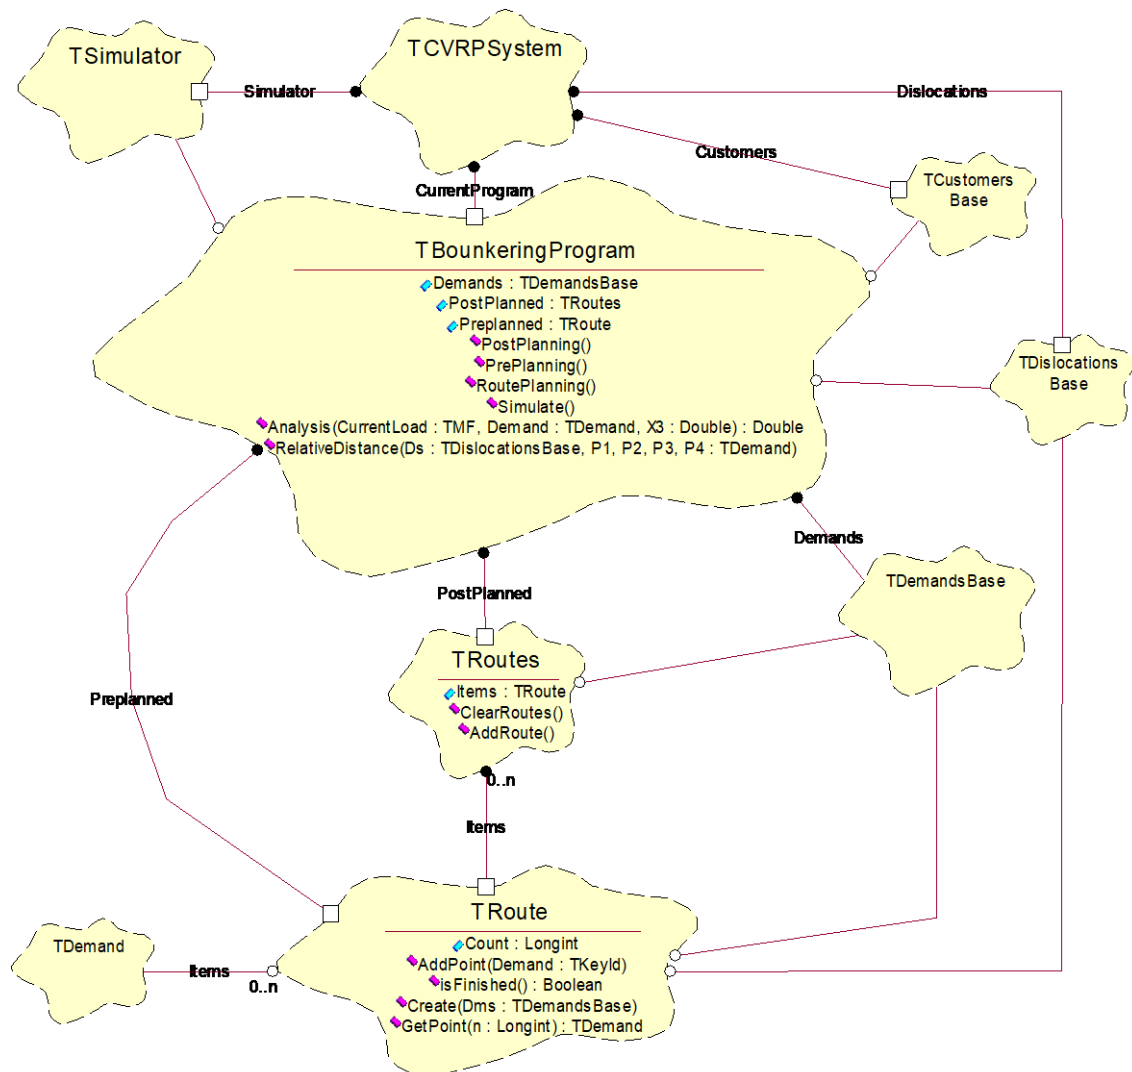 TSimulator
TCVRPSystem
Simulator
Dislocations
Customers
CurrentProgram
TCustomers
Base
TBounkeringProgram
Demands : TDemandsBase
PostPlanned : TRoutes
Preplanned : TRoute
PostPlanning()
PrePlanning()
RoutePlanning()
Simulate()
Analysis(CurrentLoad : TMF, Demand : TDemand, X3 : Double) : Double
RelativeDistance(Ds : TDislocationsBase, P1, P2, P3, P4 : TDemand)
TDislocations
Base
Demands
TDemandsBase
PostPlanned
TRoutes
Items : TRoute
ClearRoutes()
AddRoute()
Preplanned
0..n
Items
TRoute
Count : Longint
AddPoint(Demand : TKeyId)
isFinished() : Boolean
Create(Dms : TDemandsBase)
GetPoint(n : Longint) : TDemand
TDemand
Items
0..n